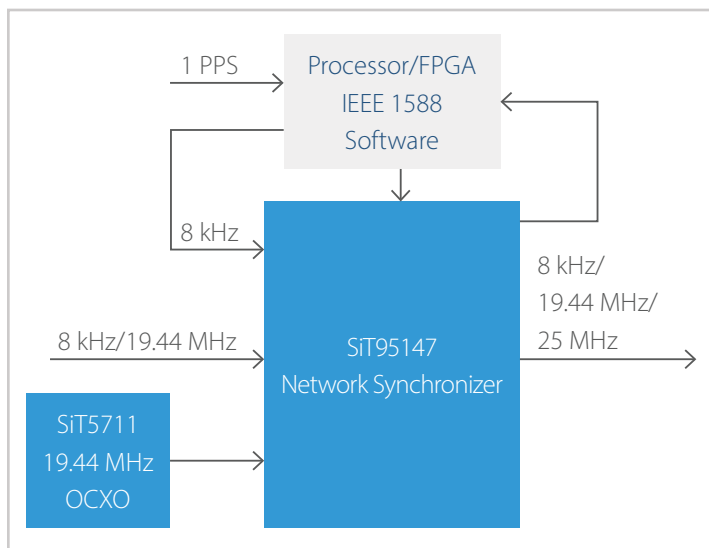 1 PPS
Processor/FPGA
IEEE 1588
Software
8 kHz
8 kHz/19.44 MHz
SiT95147
Network Synchronizer
8 kHz/
19.44 MHz/
25 MHz
SiT5711
19.44 MHz
OCXO